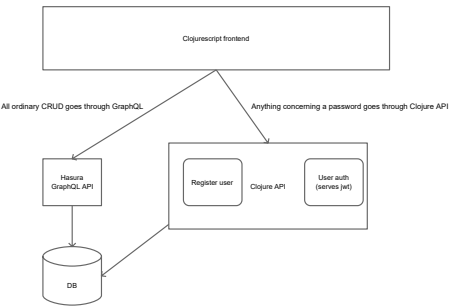 Clojurescript frontend
All ordinary CRUD goes through GraphQL
Anything concerning a password goes through Clojure API
Hasura
GraphQL API
Register user
Clojure API
User auth
(serves jwt)
DB